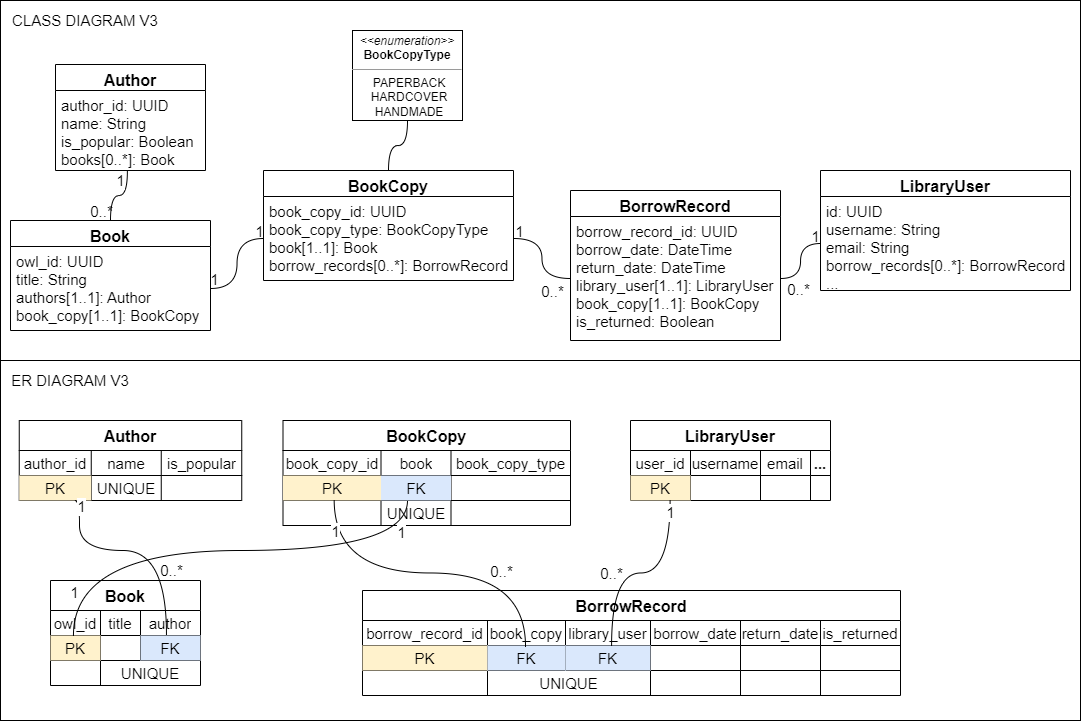 CLASS DIAGRAM V3
<<enumeration>>
BookCopyType
PAPERBACK
HARDCOVER
HANDMADE
Author
author_id: UUID
name: String
is_popular: Boolean
books[0..*]: Book
1
0..*
Book
owl_id: UUID
title: String
authors[1..1]: Author
book_copy[1..1]: BookCopy
1
1
BookCopy
book_copy_id: UUID
book_copy_type: BookCopyType
book[1..1]: Book
borrow_records[0..*]: BorrowRecord
1
0..*
BorrowRecord
borrow_record_id: UUID
borrow_date: DateTime
return_date: DateTime
library_user[1..1]: LibraryUser
book_copy[1..1]: BookCopy
is_returned: Boolean
0..*
1
LibraryUser
id: UUID
username: String
email: String
borrow_records[0..*]: BorrowRecord
...
ER DIAGRAM V3
Author
author_id name is_popular
PK UNIQUE
1
BookCopy
book_copy_id book book_copy_type
PK FK
UNIQUE
1 1
LibraryUser
user_id username email ...
PK
1
0..*
0..*
0..*
1
Book
owl_id title author
PK FK
UNIQUE
BorrowRecord
borrow_record_id book_copy library_user borrow_date return_date is_returned
PK FK FK
UNIQUE